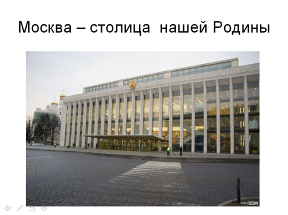 Москва – столица нашей Родины